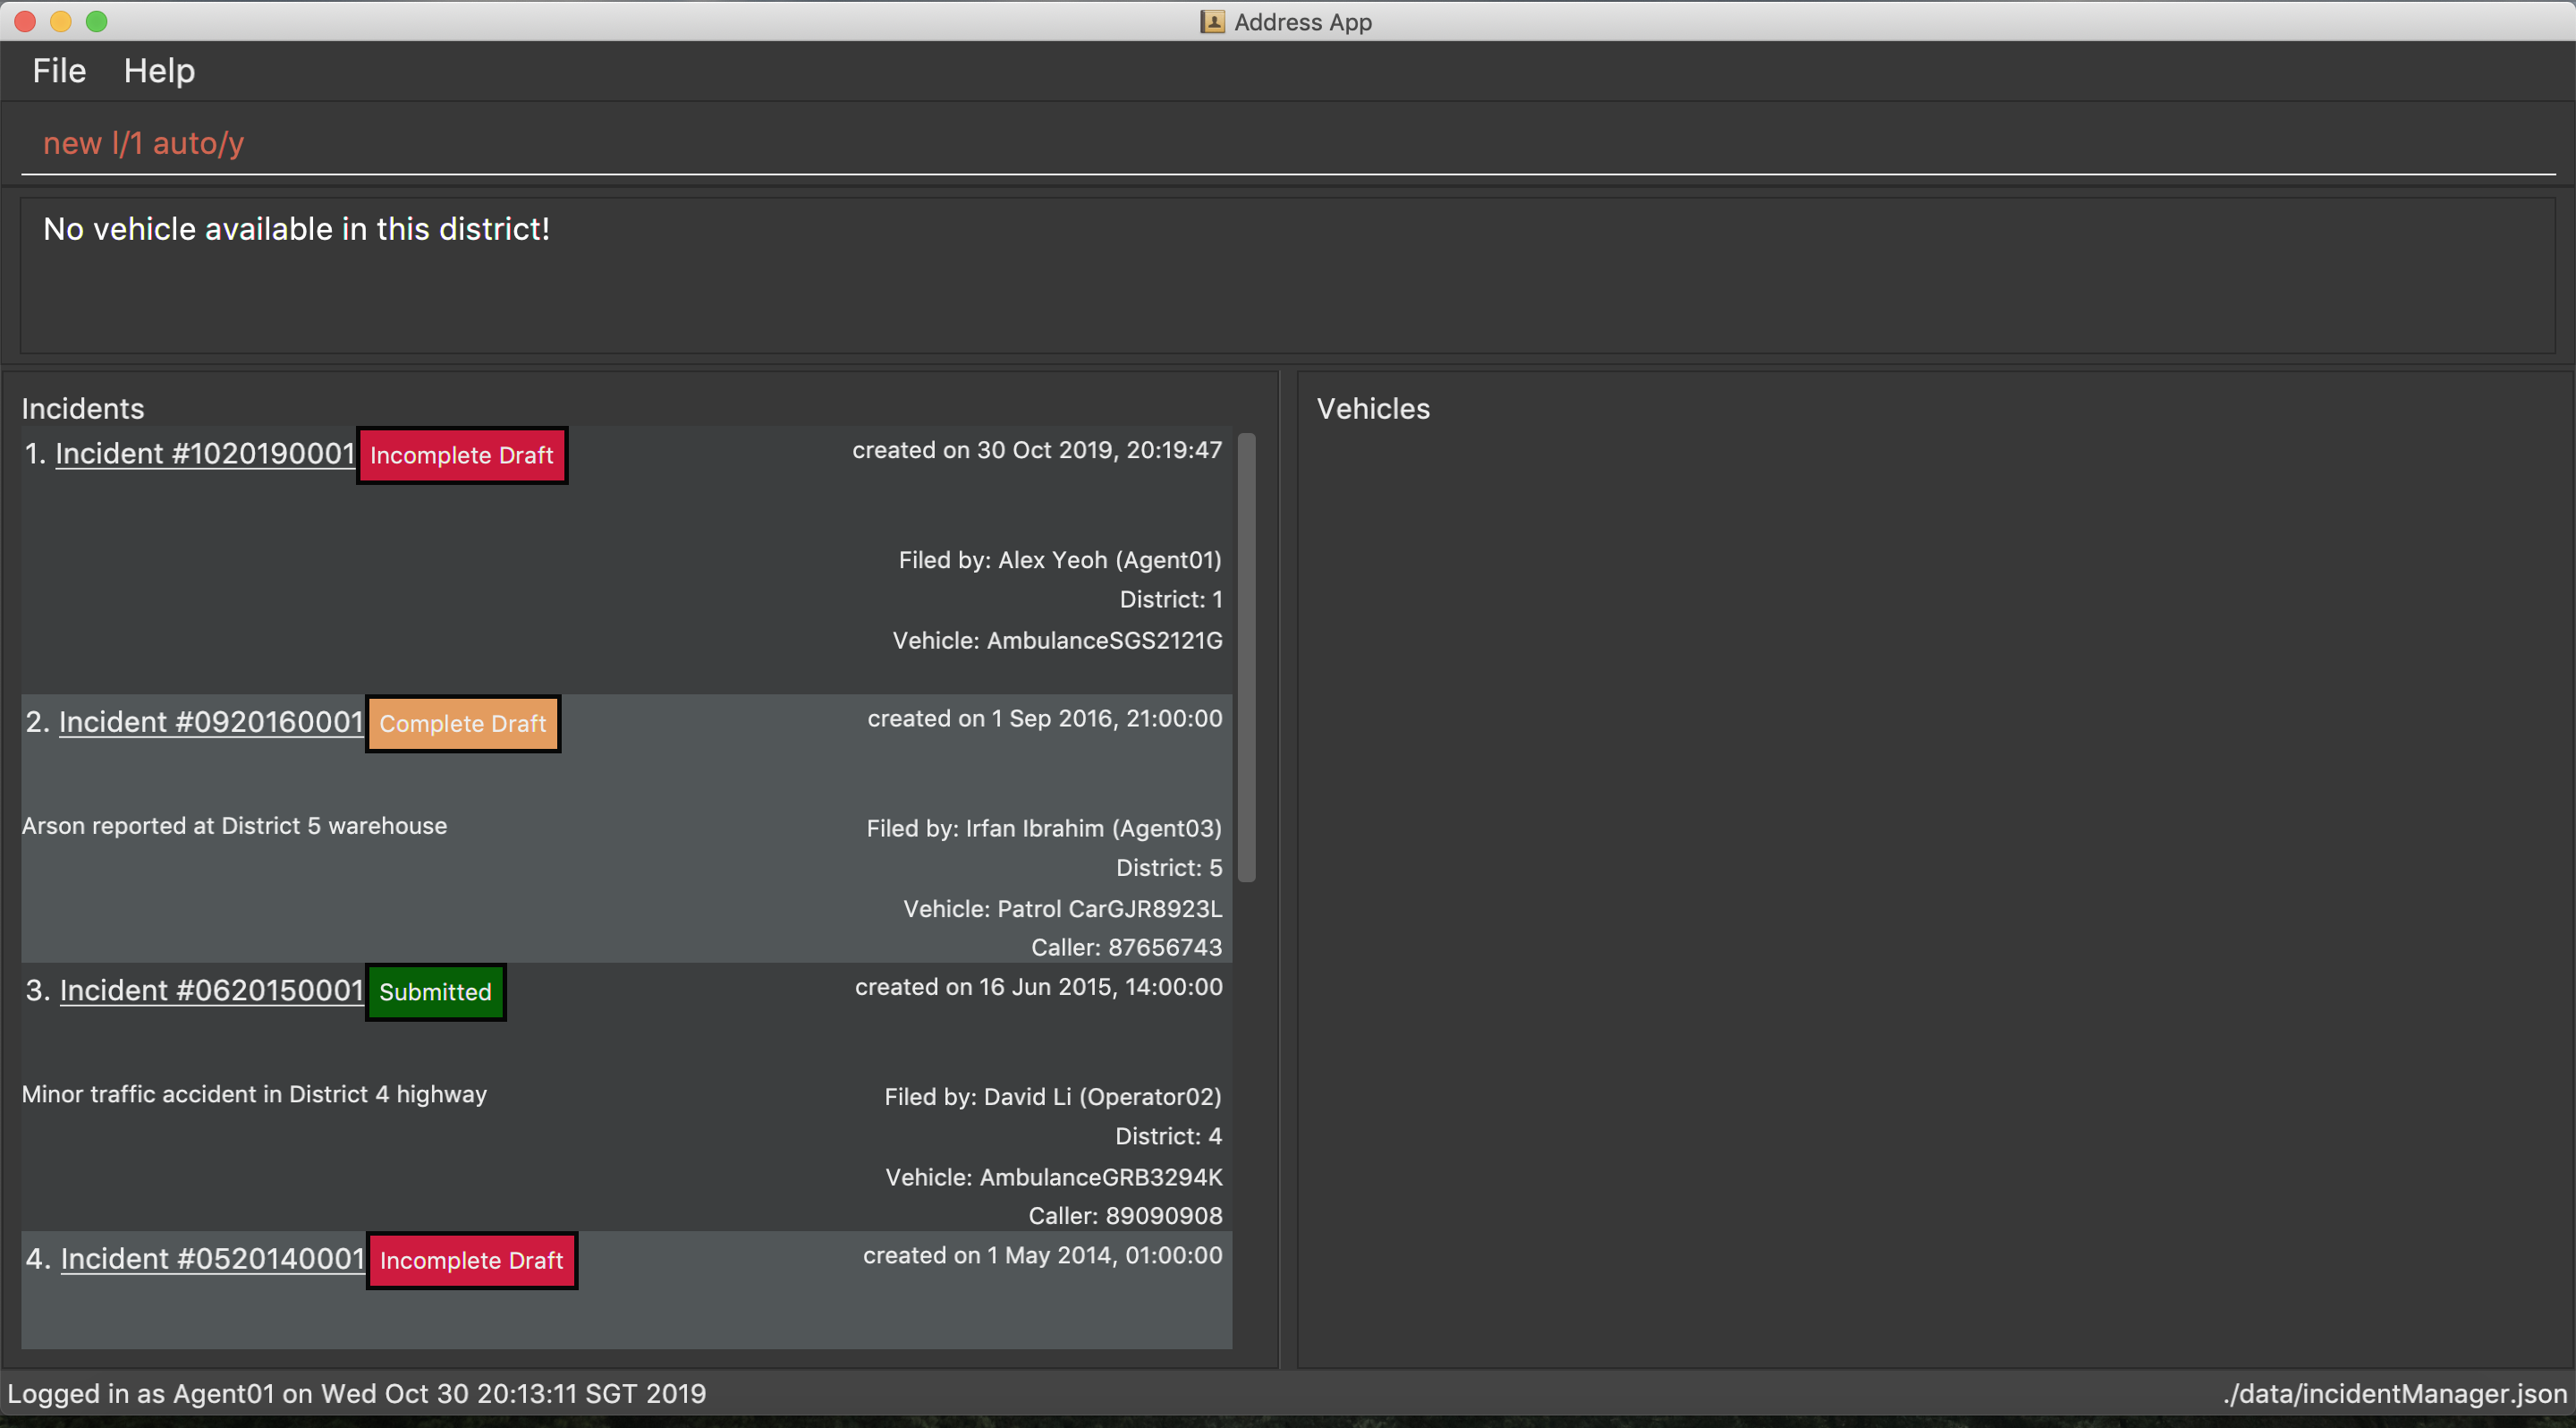 Address App
File Help
new l/1 auto/y
No vehicle available in this district!
Incidents
1. Incident #1020190001 Incomplete Draft created on 30 Oct 2019, 20:19:47
Filed by: Alex Yeoh (Agent01)
District: 1
Vehicle: AmbulanceSGS2121G
2. Incident #0920160001 Complete Draft created on 1 Sep 2016, 21:00:00
Arson reported at District 5 warehouse Filed by: Irfan Ibrahim (Agent03)
District: 5
Vehicle: Patrol CarGJR8923L
Caller: 87656743
3. Incident #0620150001 Submitted created on 16 Jun 2015, 14:00:00
Minor traffic accident in District 4 highway Filed by: David Li (Operator02)
District: 4
Vehicle: AmbulanceGRB3294K
Caller: 89090908
4. Incident #0520140001 Incomplete Draft created on 1 May 2014, 01:00:00
Vehicles
Logged in as Agent01 on Wed Oct 30 20:13:11 SGT 2019 ./data/incidentManager.json